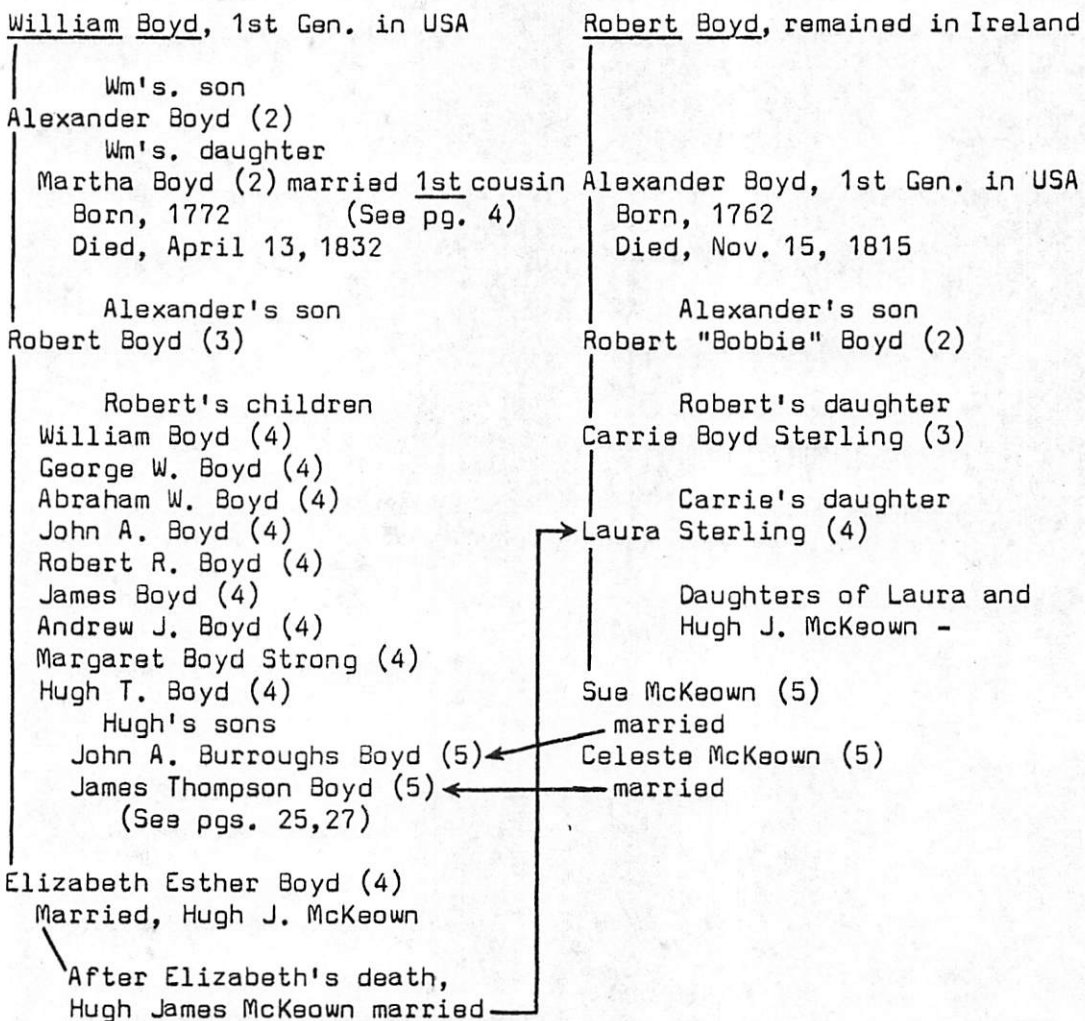 William Boyd, 1st Gen. in USA
Wm's. son
Alexander Boyd (2)
Wm's. daughter
Martha Boyd (2) married 1st cousin
Born, 1772 (See pg. 4)
Died, April 13, 1832
Alexander's son
Robert Boyd (3)
Robert's children
William Boyd (4)
George W. Boyd (4)
Abraham W. Boyd (4)
John A. Boyd (4)
Robert R. Boyd (4)
James Boyd (4)
Andrew J. Boyd (4)
Margaret Boyd Strong (4)
Hugh T. Boyd (4)
Hugh's sons
John A. Burroughs Boyd (5)
James Thompson Boyd (5)
(See pgs. 25,27)
Elizabeth Esther Boyd (4)
Married, Hugh J. McKeown
After Elizabeth's death,
Hugh James McKeown married
Robert Boyd, remained in Ireland
Alexander Boyd, 1st Gen. in USA
Born, 1762
Died, Nov. 15, 1815
Alexander's son
Robert "Bobbie" Boyd (2)
Robert's daughter
Carrie Boyd Sterling (3)
Carrie's daughter
Laura Sterling (4)
Daughters of Laura and
Hugh J. McKeown -
Sue McKeown (5)
married
Celeste McKeown (5)
married